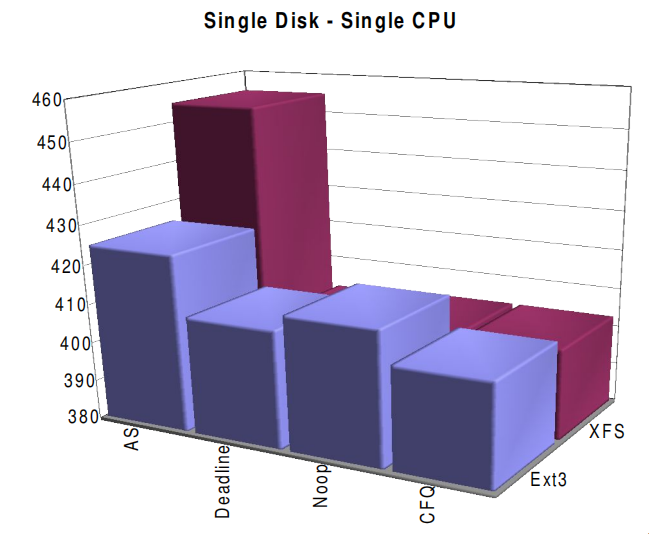 Single Disk - Single CPU
460
450
440
430
420
410
400
390
380
AS
Deadline
Noop
CFQ
Ext3
XFS